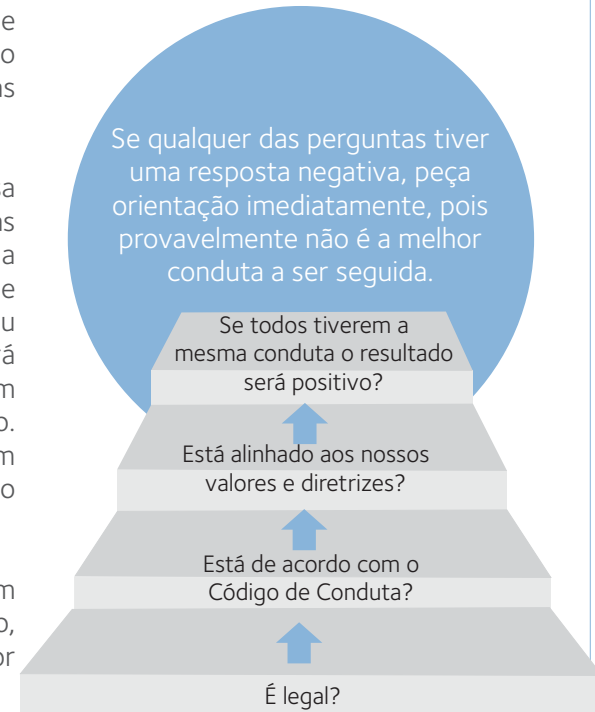 Se qualquer das perguntas tiver
uma resposta negativa, peça
orientação imediatamente, pois
provavelmente não é a melhor
conduta a ser seguida.
Se todos tiverem a
mesma conduta o resultado
será positivo?
Está alinhado aos nossos
valores e diretrizes?
Está de acordo com o
Código de Conduta?
É legal?